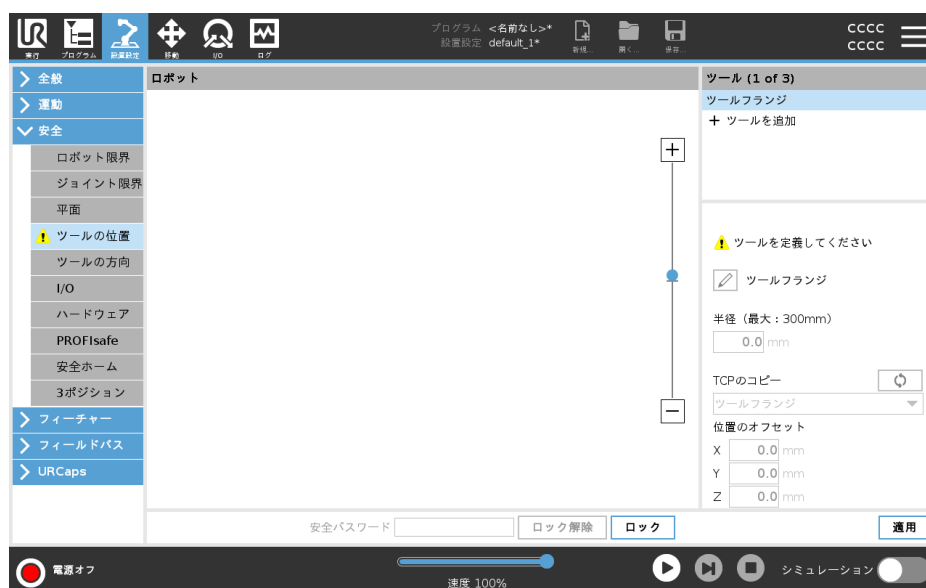 プログラム <名前なし>*
設置設定 default_1*
cccc
cccc
実行 プログラム 設置設定 移動 I/O ログ
新規... 開く... 保存...
全般
運動
安全
ロボット限界
ジョイント限界
平面
ツールの位置
ツールの方向
I/O
ハードウェア
PROFIsafe
安全ホーム
3ポジション
フィーチャー
フィールドバス
URCaps
ロボット
ツール (1 of 3)
ツールフランジ
ツールを追加
ツールを定義してください
ツールフランジ
半径（最大：300mm）
0.0 mm
TCPのコピー
ツールフランジ
位置のオフセット
X 0.0 mm
Y 0.0 mm
Z 0.0 mm
安全パスワード ロック解除 ロック 適用
電源オフ
速度 100%
シミュレーション